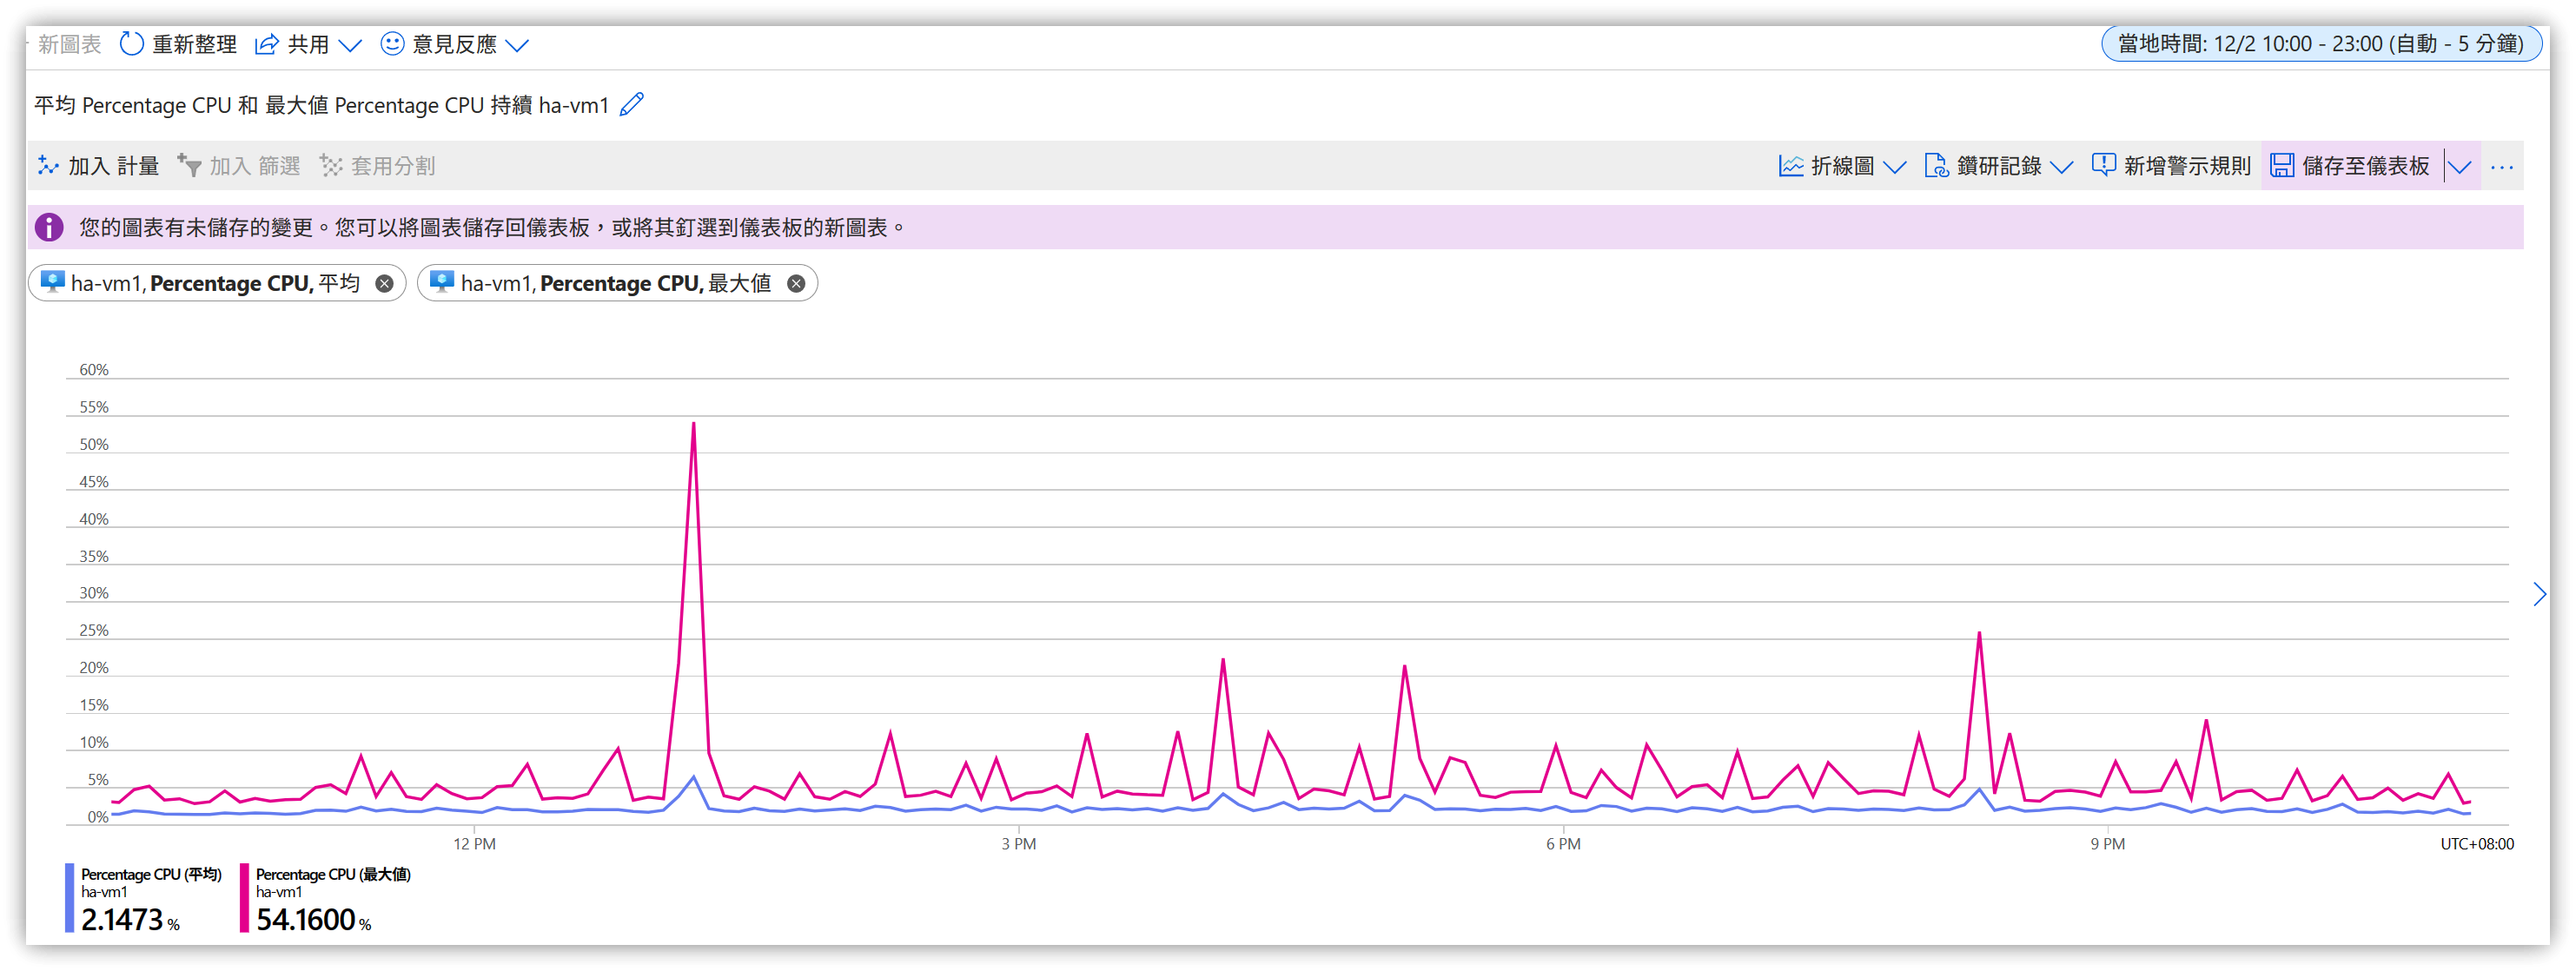 新圖表 重新整理 共用 意見反應 當地時間: 12/2 10:00 - 23:00 (自動 - 5 分鐘)
平均 Percentage CPU 和 最大值 Percentage CPU 持續 ha-vm1
加入 計量 加入 篩選 套用分割 折線圖 鑽研記錄 新增警示規則 儲存至儀表板 ...
您的圖表有未儲存的變更。您可以將圖表儲存回儀表板，或將其釘選到儀表板的新圖表。
ha-vm1, Percentage CPU, 平均 ha-vm1, Percentage CPU, 最大值
60%
55%
50%
45%
40%
35%
30%
25%
20%
15%
10%
5%
0%
12 PM 3 PM 6 PM 9 PM UTC+08:00
Percentage CPU (平均) Percentage CPU (最大值)
ha-vm1 ha-vm1
2.1473 % 54.1600 %